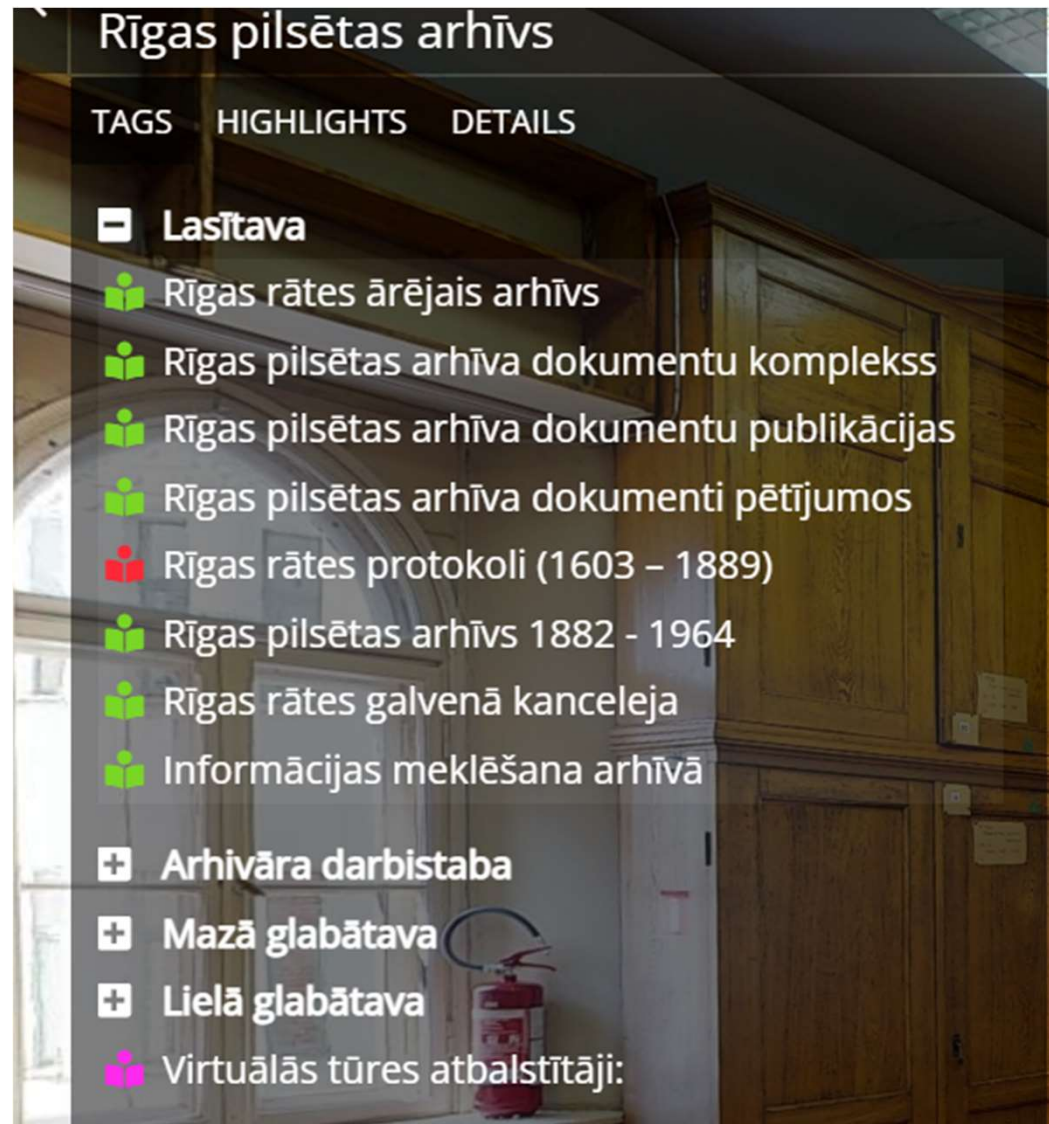 Rīgas pilsētas arhīvs
TAGS HIGHLIGHTS DETAILS
Lasītava
Rīgas rātes ārējais arhīvs
Rīgas pilsētas arhīva dokumentu komplekss
Rīgas pilsētas arhīva dokumentu publikācijas
Rīgas pilsētas arhīva dokumenti pētījumos
Rīgas rātes protokoli (1603 – 1889)
Rīgas pilsētas arhīvs 1882 - 1964
Rīgas rātes galvenā kanceleja
Informācijas meklēšana arhīvā
Arhivāra darbistaba
Mazā glabātava
Lielā glabātava
Virtuālās tūres atbalstītāji: